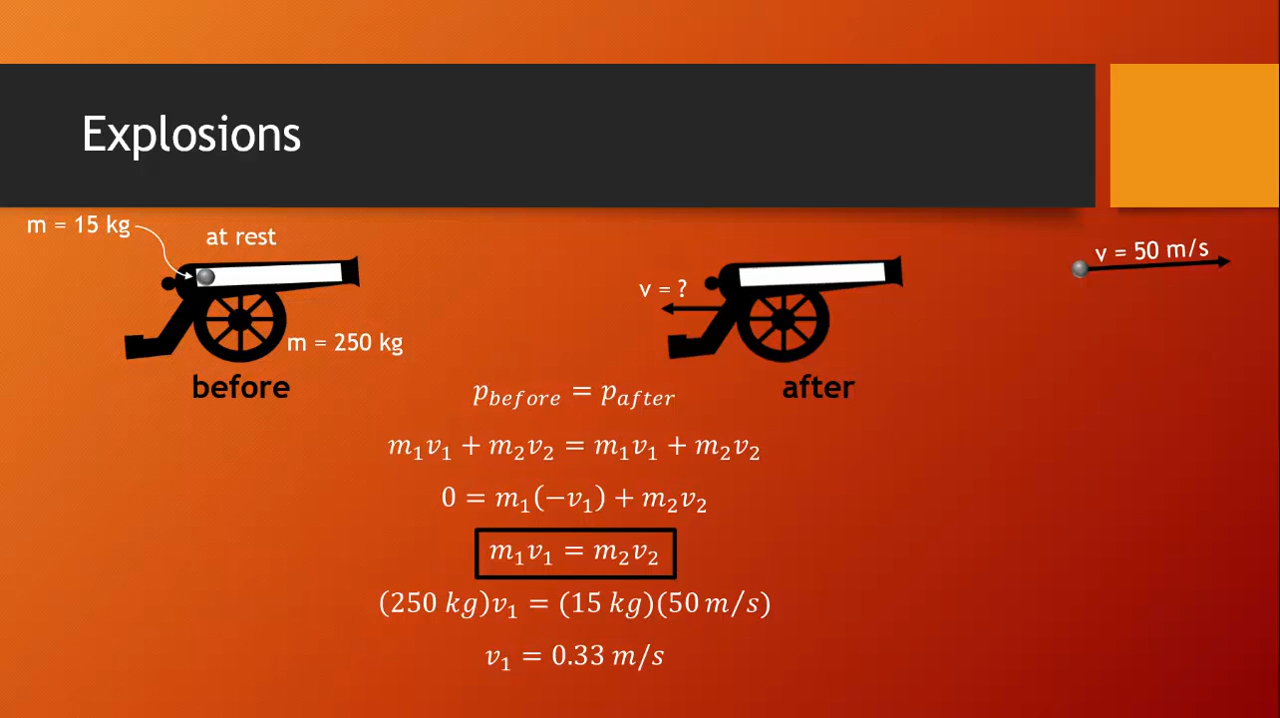 Explosions
m = 15 kg
at rest
m = 250 kg
before
v = ?
after
v = 50 m/s
p_before = p_after
m₁v₁ + m₂v₂ = m₁v₁ + m₂v₂
0 = m₁(−v₁) + m₂v₂
m₁v₁ = m₂v₂
(250 kg)v₁ = (15 kg)(50 m/s)
v₁ = 0.33 m/s